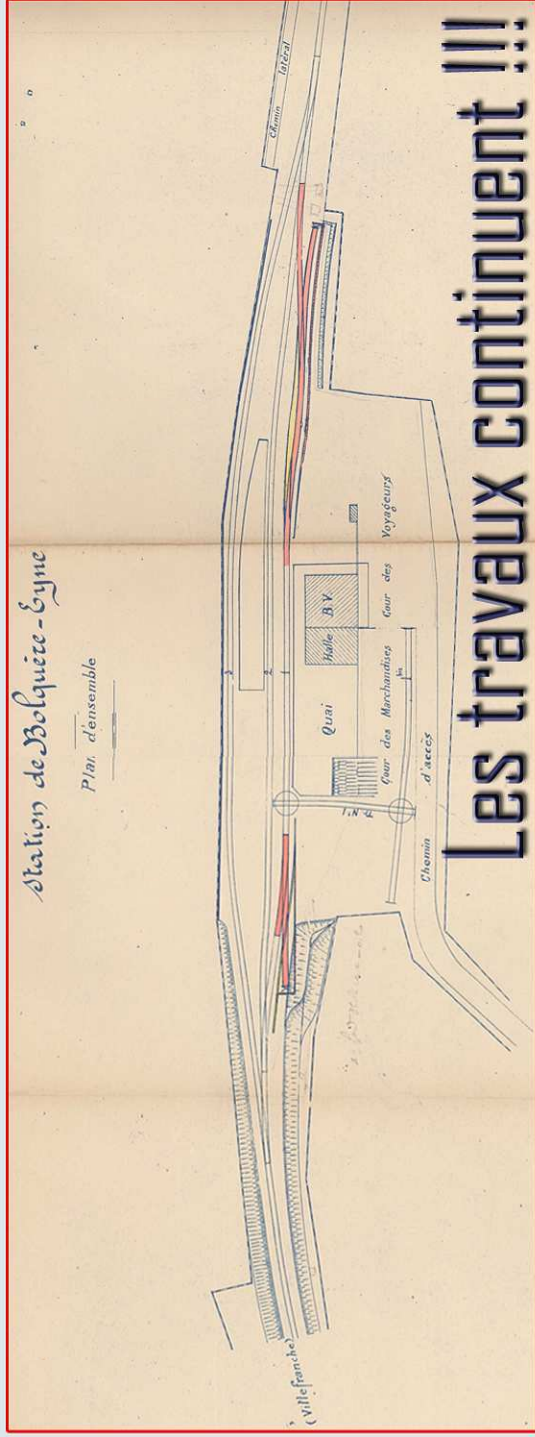 Station de Bolquère-Eyne
Plan d'ensemble
Chemin latéral
(Villefranche)
Quai
Halle
B.V.
Cour des Voyageurs
Cour des Marchandises
Chemin d'accès
Les travaux continuent !!!